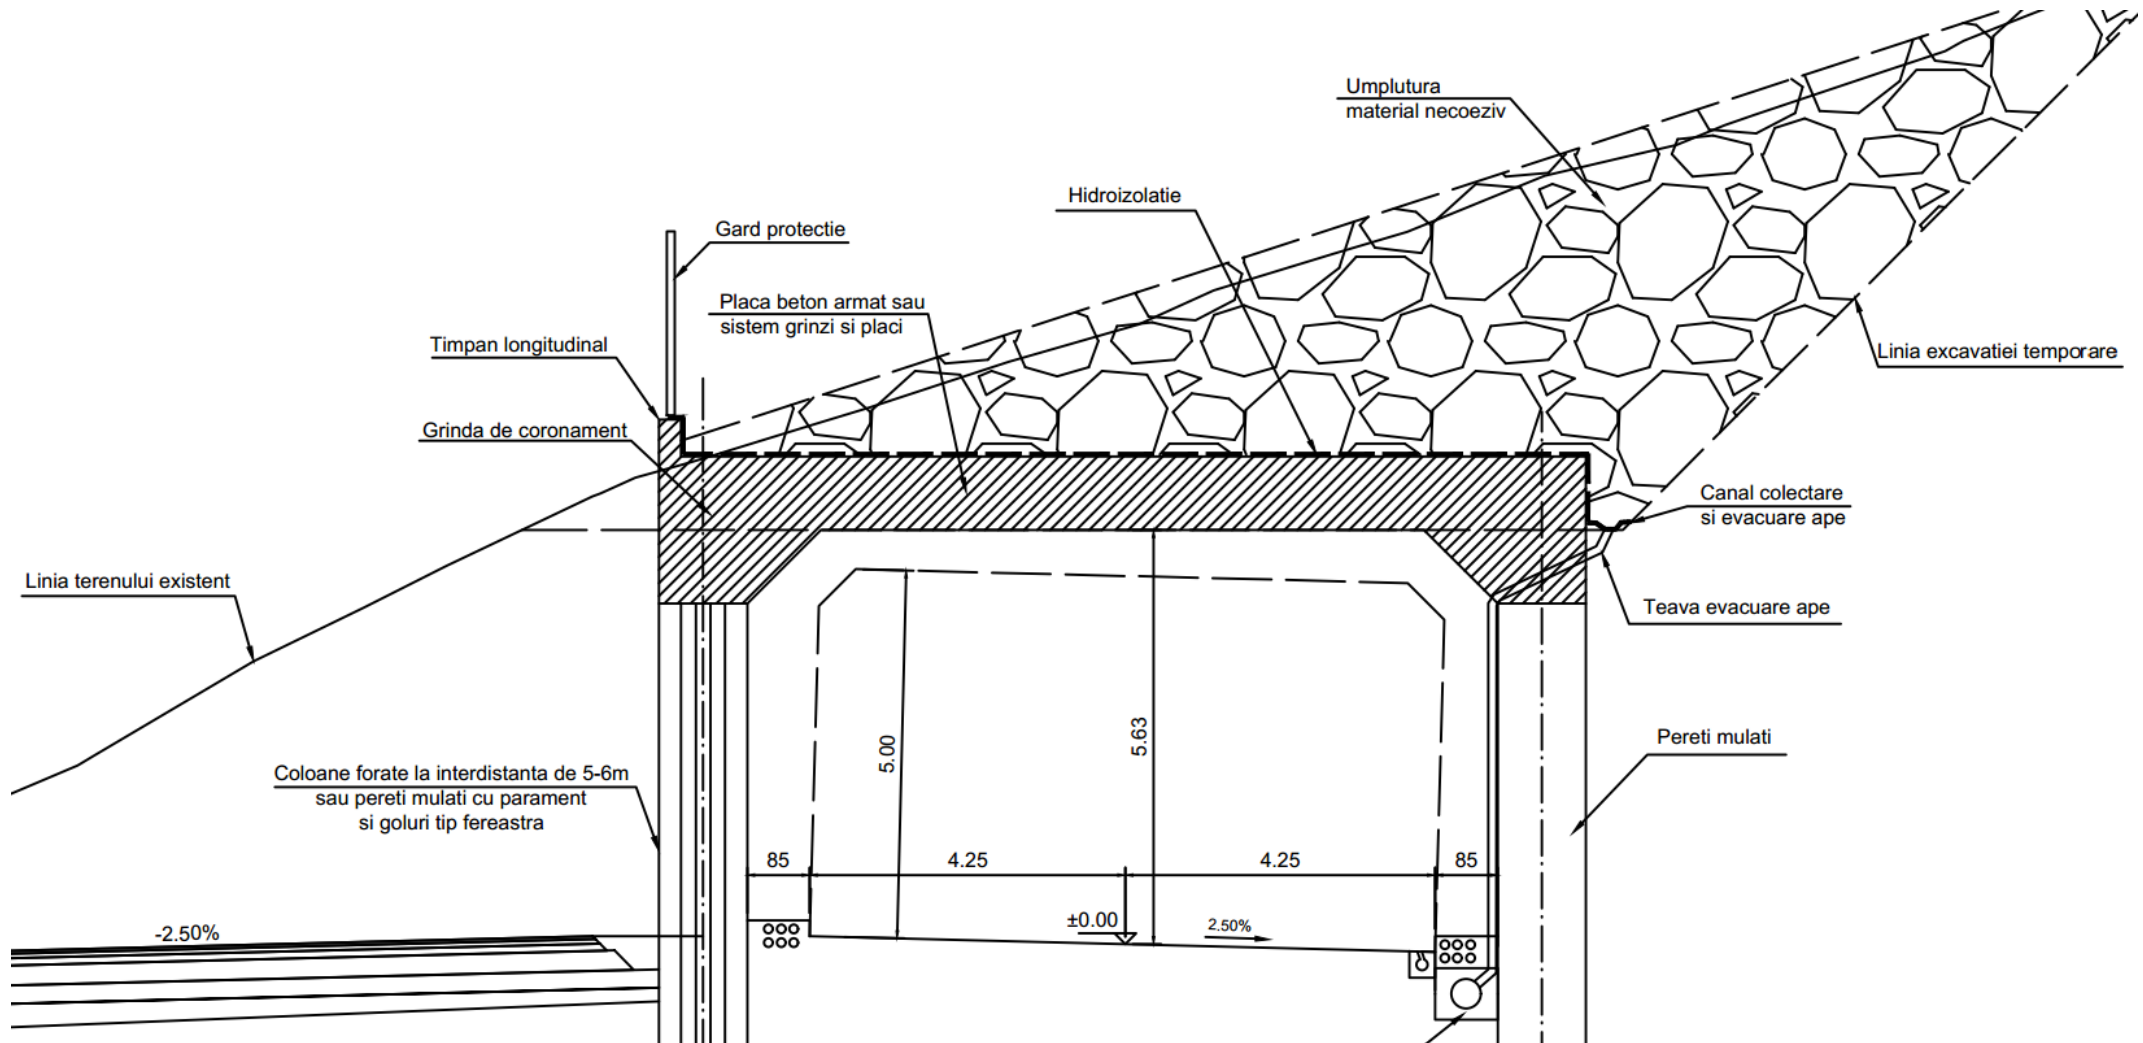 Umplutura
material necoeziv
Hidroizolatie
Gard protectie
Placa beton armat sau
sistem grinzi si placi
Timpan longitudinal
Linia excavatiei temporare
Grinda de coronament
Canal colectare
si evacuare ape
Linia terenului existent
Teava evacuare ape
5.00
5.63
Pereti mulati
Coloane forate la interdistanta de 5-6m
sau pereti mulati cu parament
si goluri tip fereastra
85
4.25
4.25
85
-2.50%
±0.00
2.50%